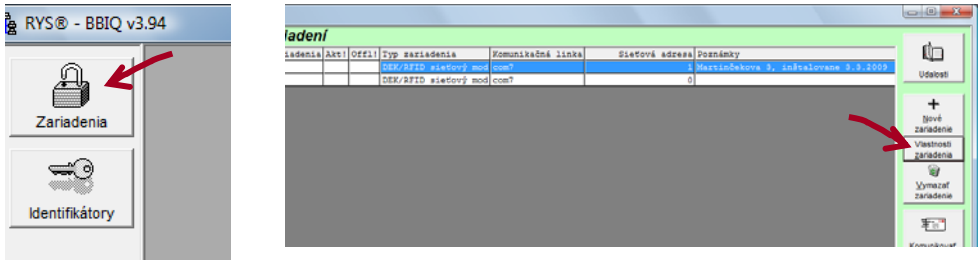 RYS® - BBIQ v3.94
Zariadenia
Identifikátory
iadení
iadenia Akt! Offl! Typ zariadenia Komunikačná linka Sieťová adresa Poznámky
DEK/RFID sieťový mod com7 1 Martinčekova 3, inštalovane 3.3.2009
DEK/RFID sieťový mod com7 0
Udalosti
Nové
zariadenie
Vlastnosti
zariadenia
Vymazať
zariadenie
Komunikovať